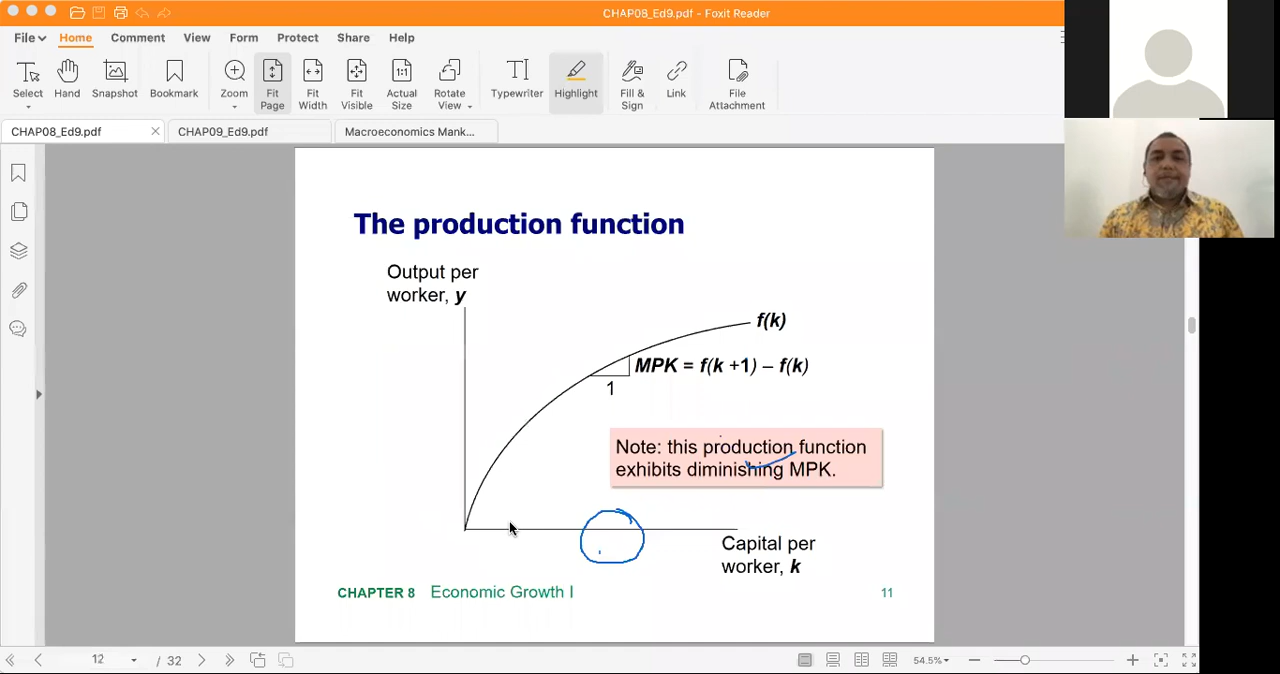 CHAP08_Ed9.pdf - Foxit Reader
File Home Comment View Form Protect Share Help
Select Hand Snapshot Bookmark Zoom Fit Page Fit Width Fit Visible Actual Size Rotate View Typewriter Highlight Fill & Sign Link File Attachment
CHAP08_Ed9.pdf CHAP09_Ed9.pdf Macroeconomics Mank...
The production function
Output per
worker, y
f(k)
MPK = f(k +1) – f(k)
1
Note: this production function
exhibits diminishing MPK.
Capital per
worker, k
CHAPTER 8 Economic Growth I 11
12 / 32 54.5%